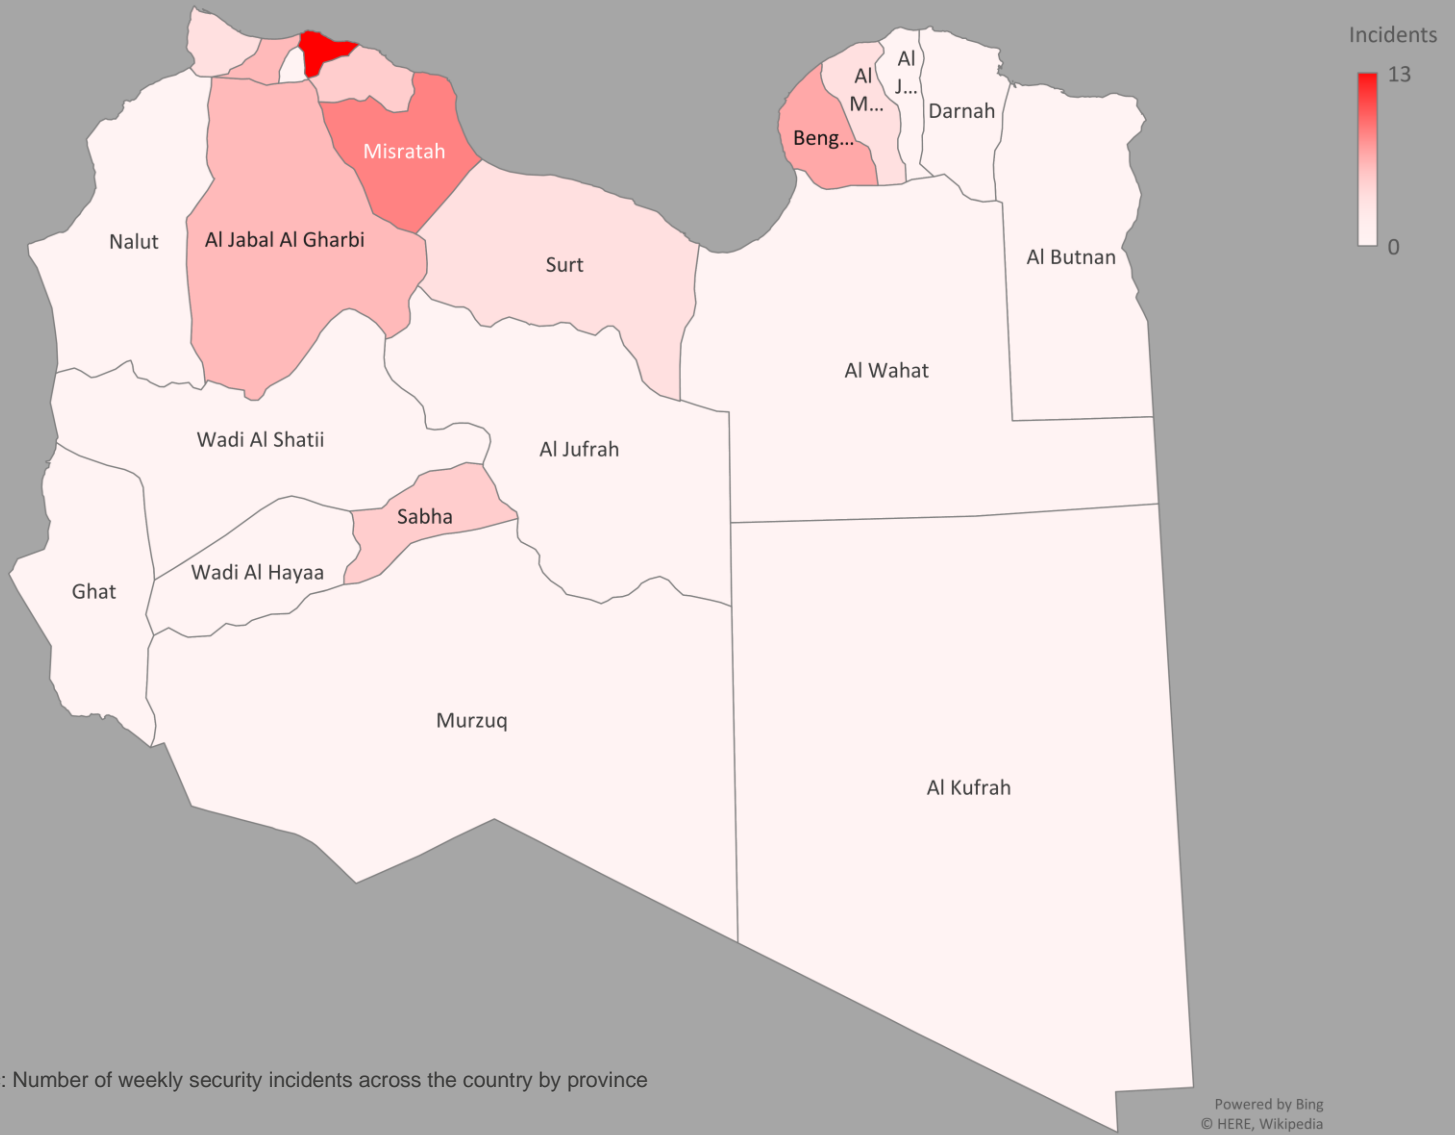 Incidents
13
0
Al
J...
Al
M...
Darnah
Beng...
Misratah
Nalut
Al Jabal Al Gharbi
Surt
Al Butnan
Al Wahat
Wadi Al Shatii
Al Jufrah
Sabha
Wadi Al Hayaa
Ghat
Murzuq
Al Kufrah
: Number of weekly security incidents across the country by province
Powered by Bing
© HERE, Wikipedia